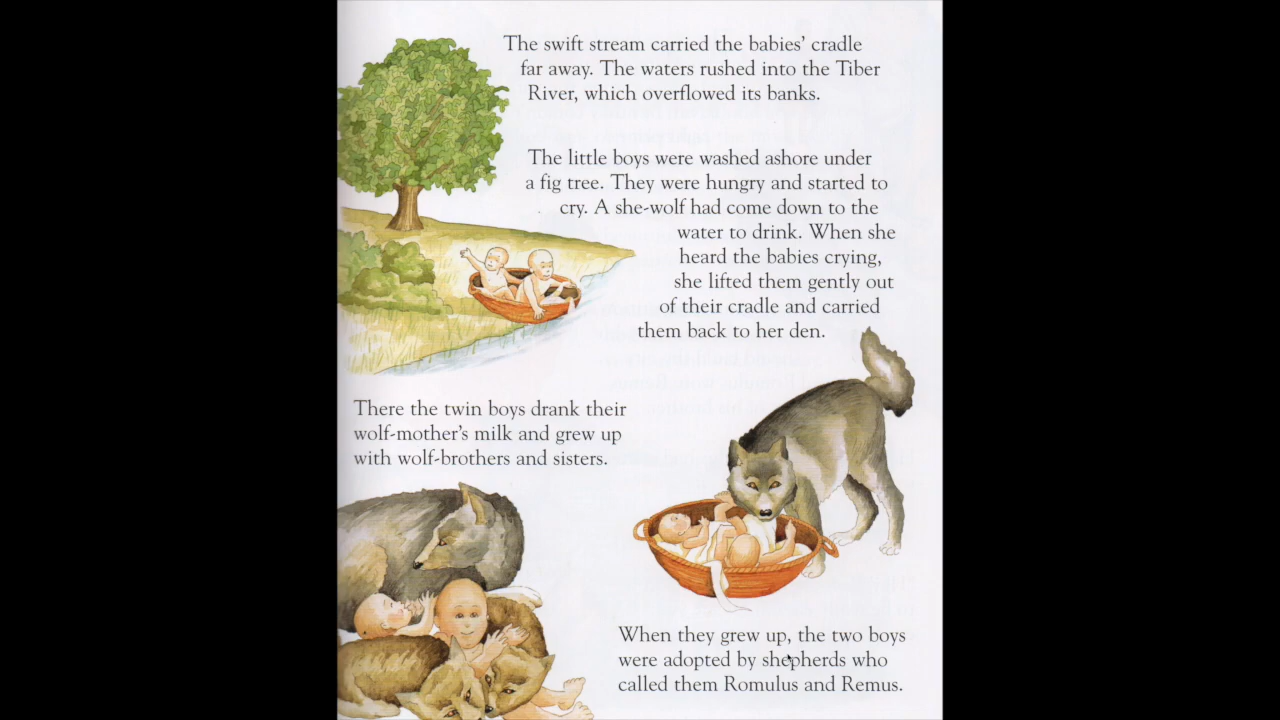 The swift stream carried the babies’ cradle
far away. The waters rushed into the Tiber
River, which overflowed its banks.
The little boys were washed ashore under
a fig tree. They were hungry and started to
cry. A she-wolf had come down to the
water to drink. When she
heard the babies crying,
she lifted them gently out
of their cradle and carried
them back to her den.
There the twin boys drank their
wolf-mother’s milk and grew up
with wolf-brothers and sisters.
When they grew up, the two boys
were adopted by shepherds who
called them Romulus and Remus.